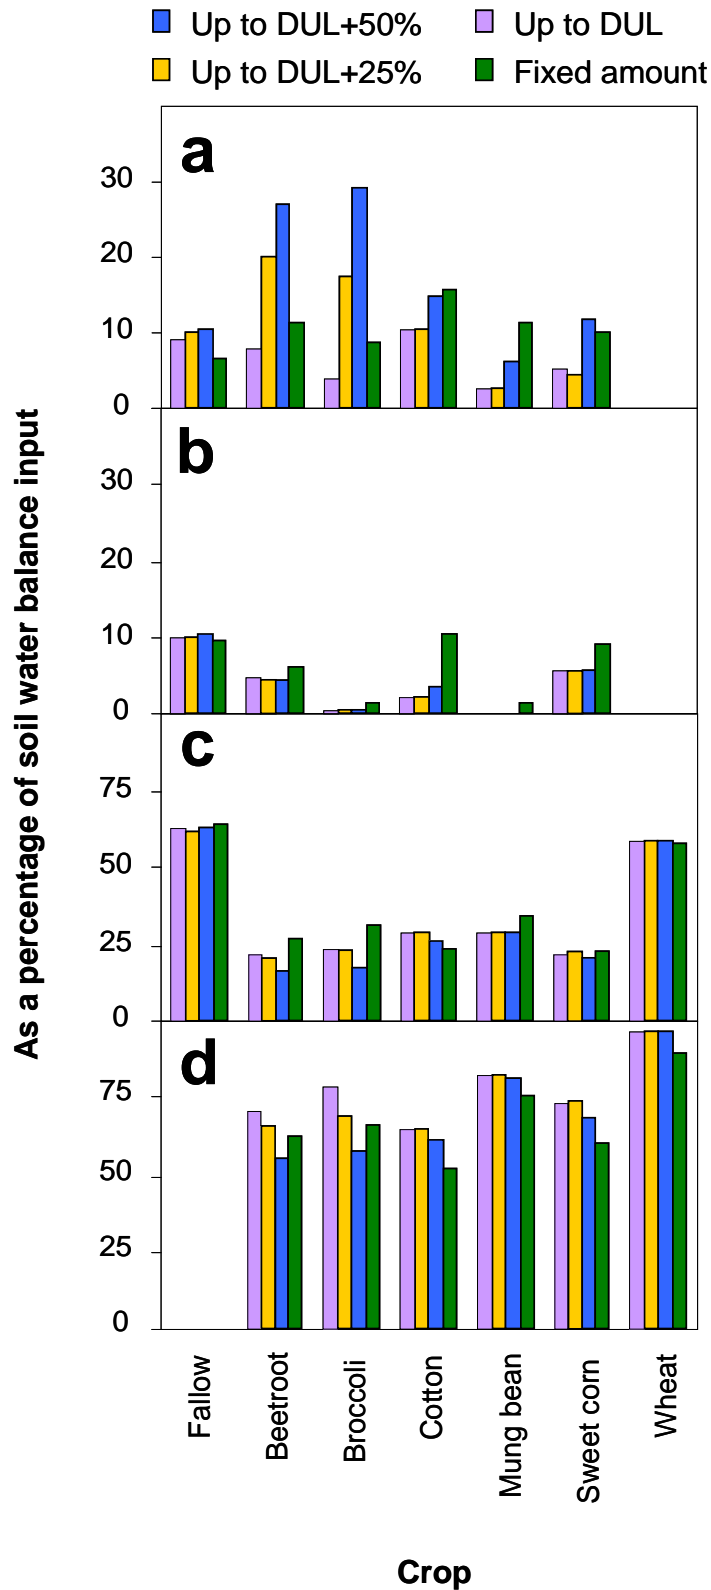 Up to DUL+50%
Up to DUL
Up to DUL+25%
Fixed amount
As a percentage of soil water balance input
a
30
20
10
0
b
30
20
10
0
c
75
50
25
0
d
75
50
25
0
Fallow
Beetroot
Broccoli
Cotton
Mung bean
Sweet corn
Wheat
Crop